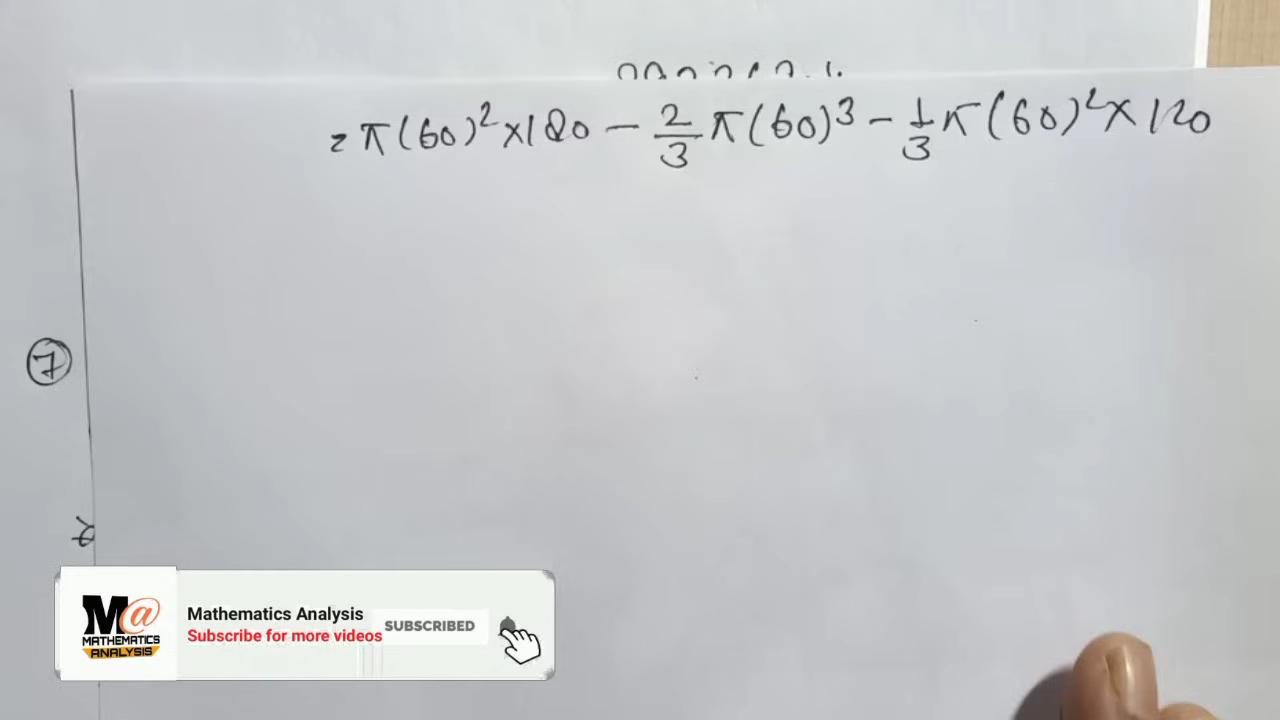 = π(60)²×180 − 2/3 π(60)³ − 1/3 π(60)²×120
7
M@
MATHEMATICS
ANALYSIS
Mathematics Analysis
Subscribe for more videos
SUBSCRIBED